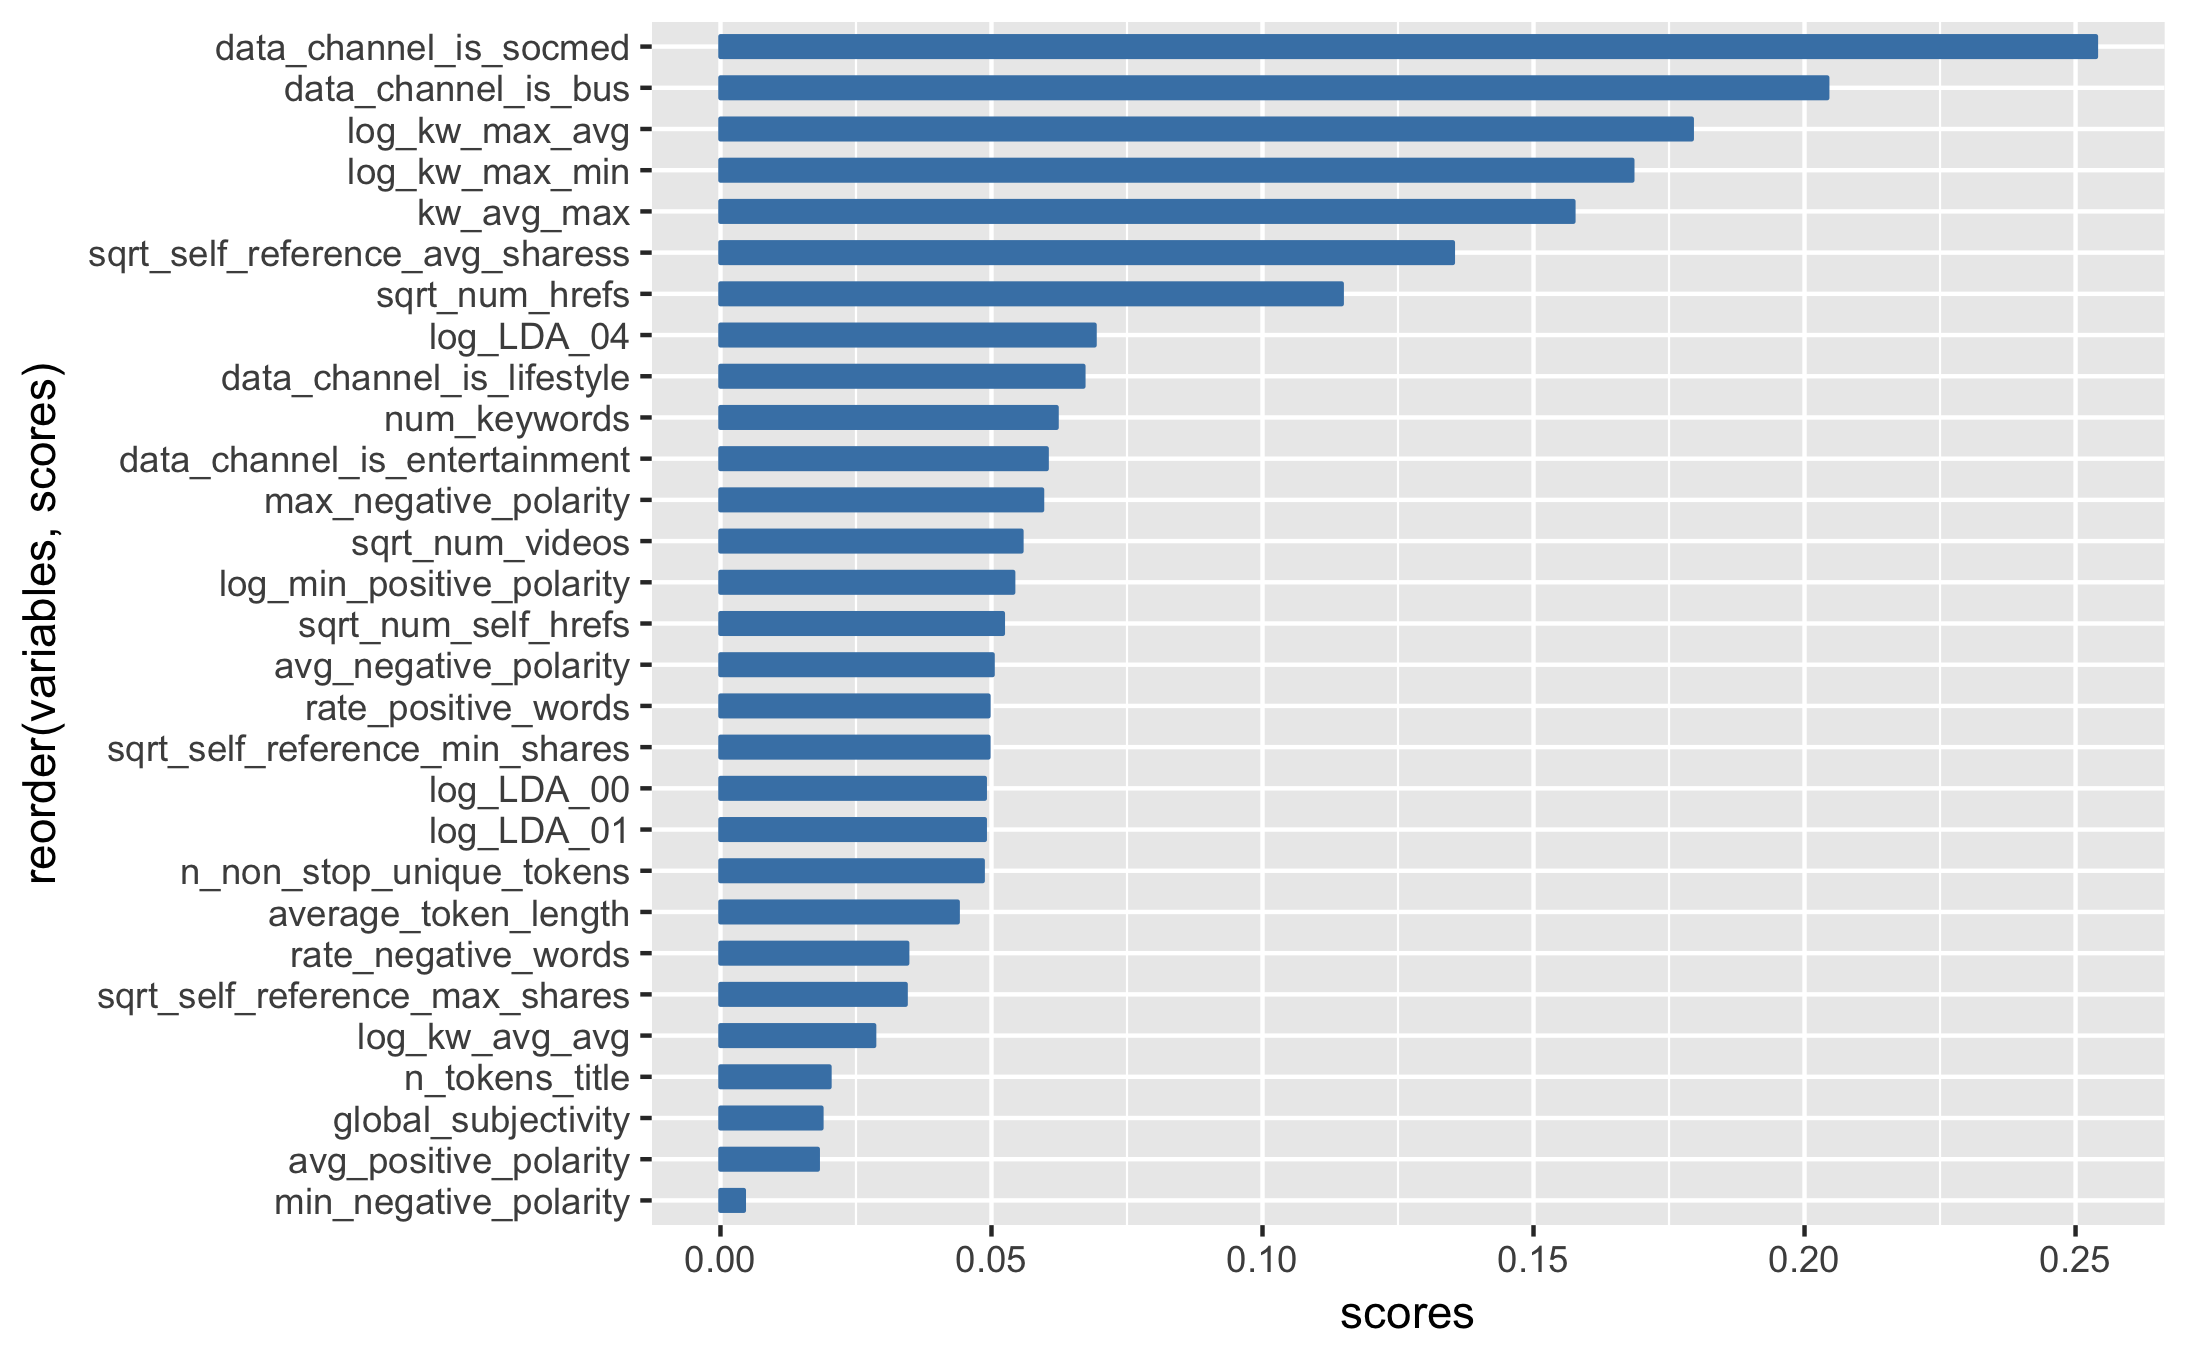 data_channel_is_socmed
data_channel_is_bus
log_kw_max_avg
log_kw_max_min
kw_avg_max
sqrt_self_reference_avg_sharess
sqrt_num_hrefs
log_LDA_04
data_channel_is_lifestyle
num_keywords
data_channel_is_entertainment
max_negative_polarity
sqrt_num_videos
log_min_positive_polarity
sqrt_num_self_hrefs
avg_negative_polarity
rate_positive_words
sqrt_self_reference_min_shares
log_LDA_00
log_LDA_01
n_non_stop_unique_tokens
average_token_length
rate_negative_words
sqrt_self_reference_max_shares
log_kw_avg_avg
n_tokens_title
global_subjectivity
avg_positive_polarity
min_negative_polarity
reorder(variables, scores)
0.00 0.05 0.10 0.15 0.20 0.25
scores